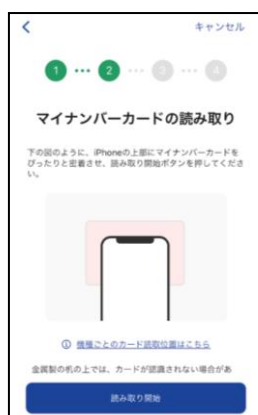 キャンセル
1 ••• 2 ••• 3 ••• 4
マイナンバーカードの読み取り
下の図のように、iPhoneの上部にマイナンバーカードを
ぴったりと密着させ、読み取り開始ボタンを押してくださ
い。
機種ごとのカード読取位置はこちら
金属製の机の上では、カードが認識されない場合があ
読み取り開始